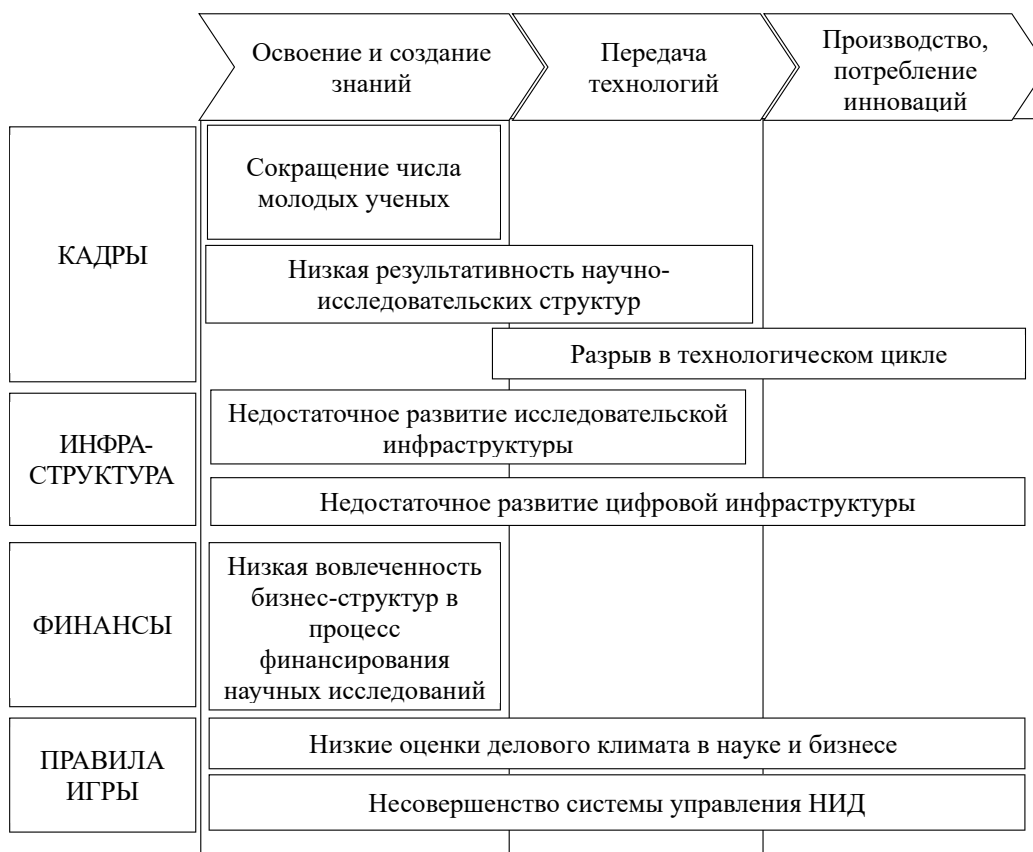 Освоение и создание
знаний
Передача
технологий
Производство,
потребление
инноваций
КАДРЫ
Сокращение числа
молодых ученых
Низкая результативность научно-
исследовательских структур
Разрыв в технологическом цикле
ИНФРА-
СТРУКТУРА
Недостаточное развитие исследовательской
инфраструктуры
Недостаточное развитие цифровой инфраструктуры
ФИНАНСЫ
Низкая вовлеченность
бизнес-структур в
процесс
финансирования
научных исследований
ПРАВИЛА
ИГРЫ
Низкие оценки делового климата в науке и бизнесе
Несовершенство системы управления НИД